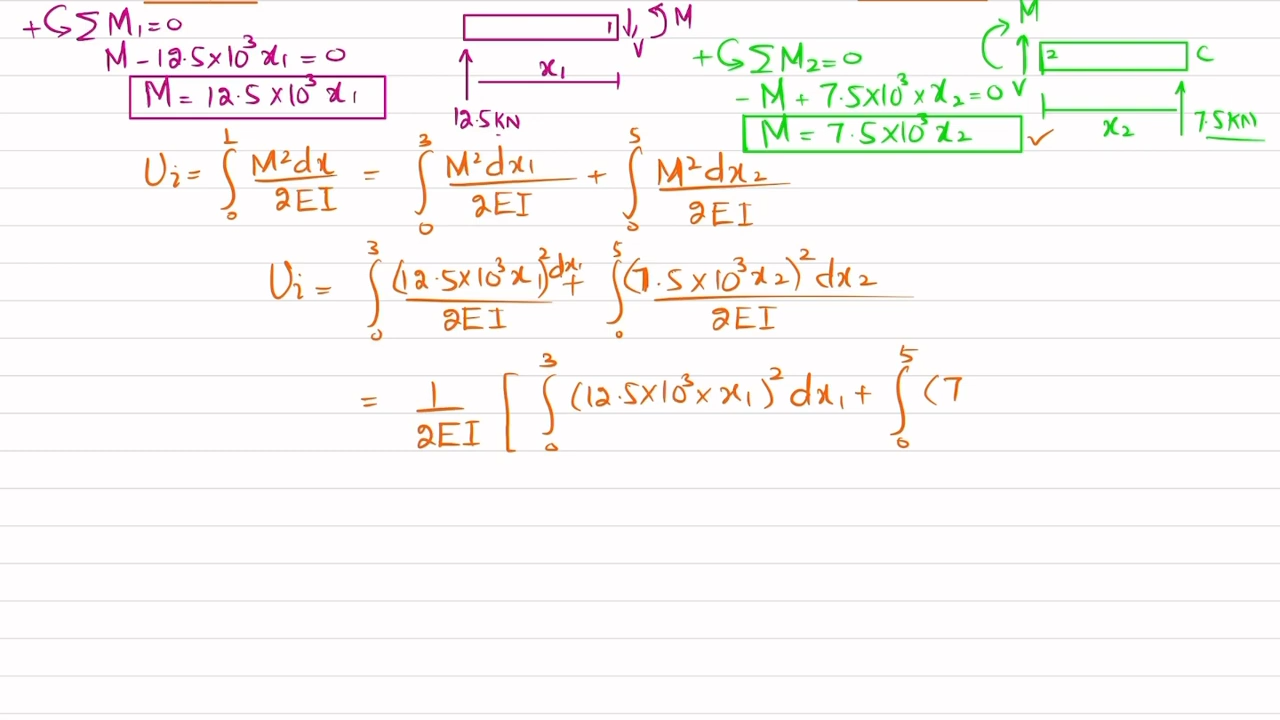 +↺ΣM₁=0
M-12.5×10³x₁=0
M=12.5×10³x₁
1 V M
x₁
12.5KN
+↺ΣM₂=0
-M+7.5×10³×x₂=0
M=7.5×10³x₂ ✓
M
V 2 C
x₂
7.5KN
Uᵢ= ∫₀¹ M²dx/2EI = ∫₀³ M²dx₁/2EI + ∫₀⁵ M²dx₂/2EI
Uᵢ= ∫₀³ (12.5×10³x₁)²dx₁/2EI + ∫₀⁵ (7.5×10³x₂)²dx₂/2EI
= 1/2EI [ ∫₀³ (12.5×10³×x₁)²dx₁+ ∫₀⁵ (7